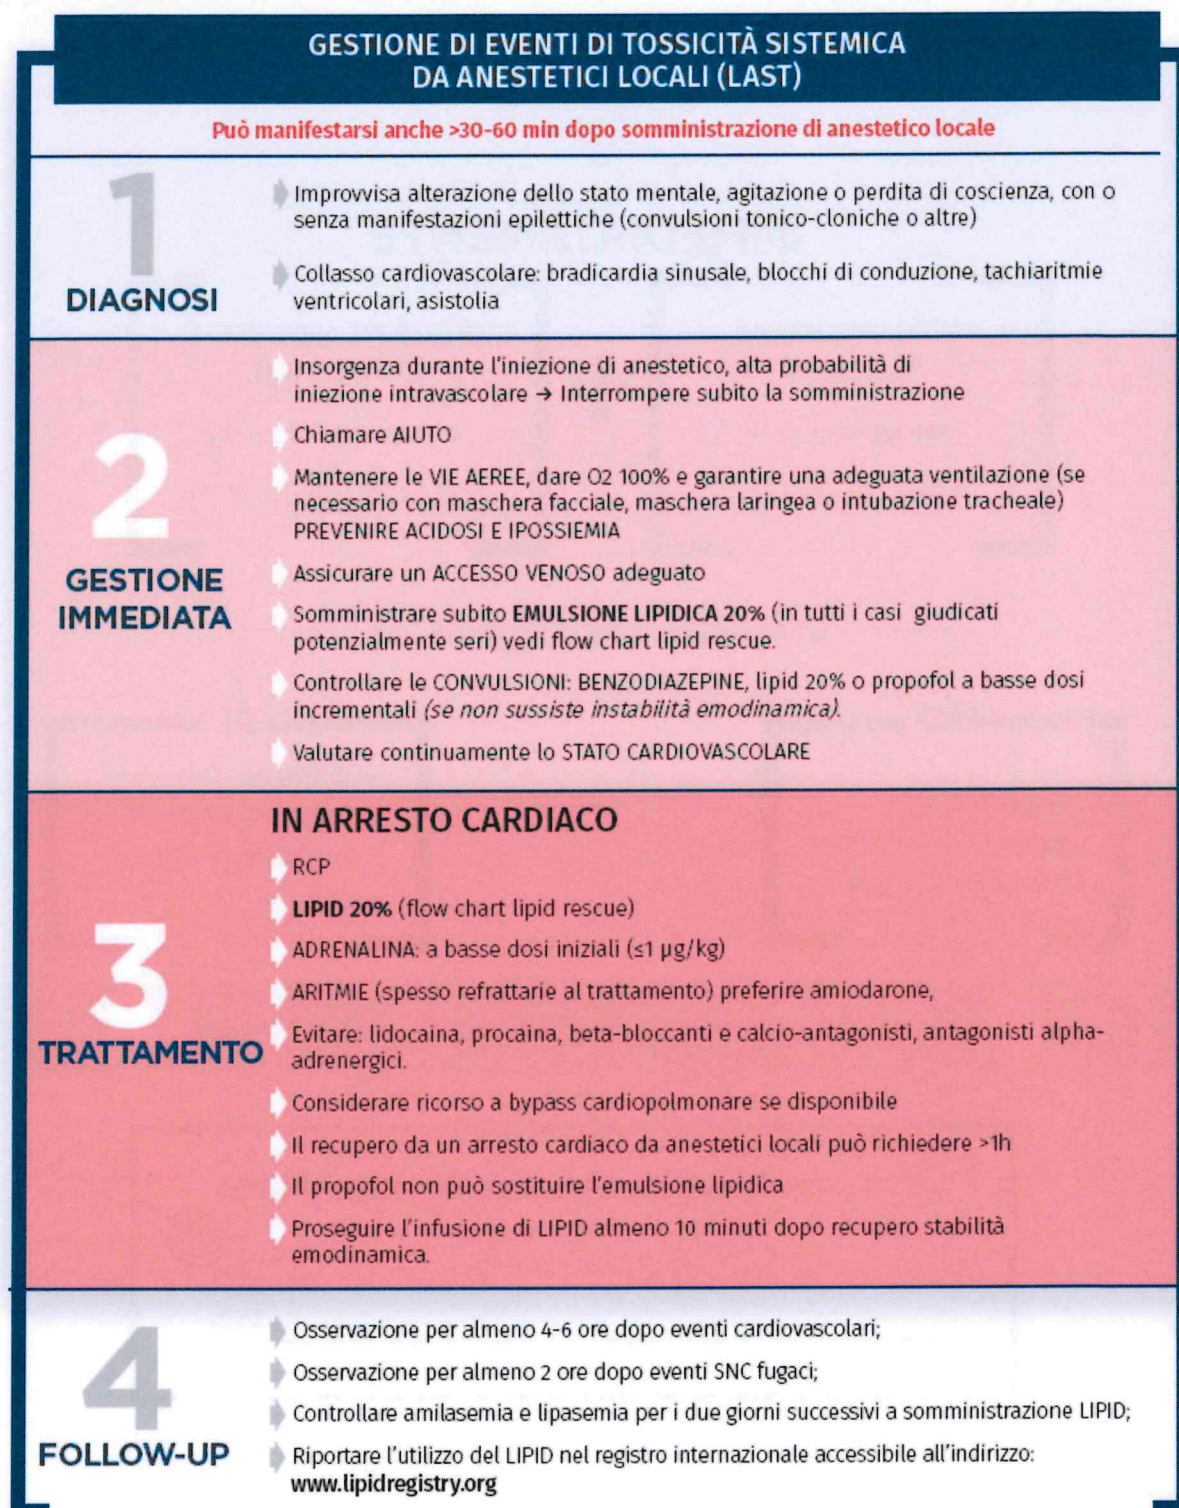 GESTIONE DI EVENTI DI TOSSICITÀ SISTEMICA
DA ANESTETICI LOCALI (LAST)
Può manifestarsi anche >30-60 min dopo somministrazione di anestetico locale
1
DIAGNOSI
Improvvisa alterazione dello stato mentale, agitazione o perdita di coscienza, con o
senza manifestazioni epilettiche (convulsioni tonico-cloniche o altre)
Collasso cardiovascolare: bradicardia sinusale, blocchi di conduzione, tachiaritmie
ventricolari, asistolia
2
GESTIONE
IMMEDIATA
Insorgenza durante l'iniezione di anestetico, alta probabilità di
iniezione intravascolare → Interrompere subito la somministrazione
Chiamare AIUTO
Mantenere le VIE AEREE, dare O2 100% e garantire una adeguata ventilazione (se
necessario con maschera facciale, maschera laringea o intubazione tracheale)
PREVENIRE ACIDOSI E IPOSSIEMIA
Assicurare un ACCESSO VENOSO adeguato
Somministrare subito EMULSIONE LIPIDICA 20% (in tutti i casi giudicati
potenzialmente seri) vedi flow chart lipid rescue.
Controllare le CONVULSIONI: BENZODIAZEPINE, lipid 20% o propofol a basse dosi
incrementali (se non sussiste instabilità emodinamica).
Valutare continuamente lo STATO CARDIOVASCOLARE
3
TRATTAMENTO
IN ARRESTO CARDIACO
RCP
LIPID 20% (flow chart lipid rescue)
ADRENALINA: a basse dosi iniziali (≤1 µg/kg)
ARITMIE (spesso refrattarie al trattamento) preferire amiodarone,
Evitare: lidocaina, procaina, beta-bloccanti e calcio-antagonisti, antagonisti alpha-
adrenergici.
Considerare ricorso a bypass cardiopolmonare se disponibile
Il recupero da un arresto cardiaco da anestetici locali può richiedere >1h
Il propofol non può sostituire l'emulsione lipidica
Proseguire l'infusione di LIPID almeno 10 minuti dopo recupero stabilità
emodinamica.
4
FOLLOW-UP
Osservazione per almeno 4-6 ore dopo eventi cardiovascolari;
Osservazione per almeno 2 ore dopo eventi SNC fugaci;
Controllare amilasemia e lipasemia per i due giorni successivi a somministrazione LIPID;
Riportare l'utilizzo del LIPID nel registro internazionale accessibile all'indirizzo:
www.lipidregistry.org